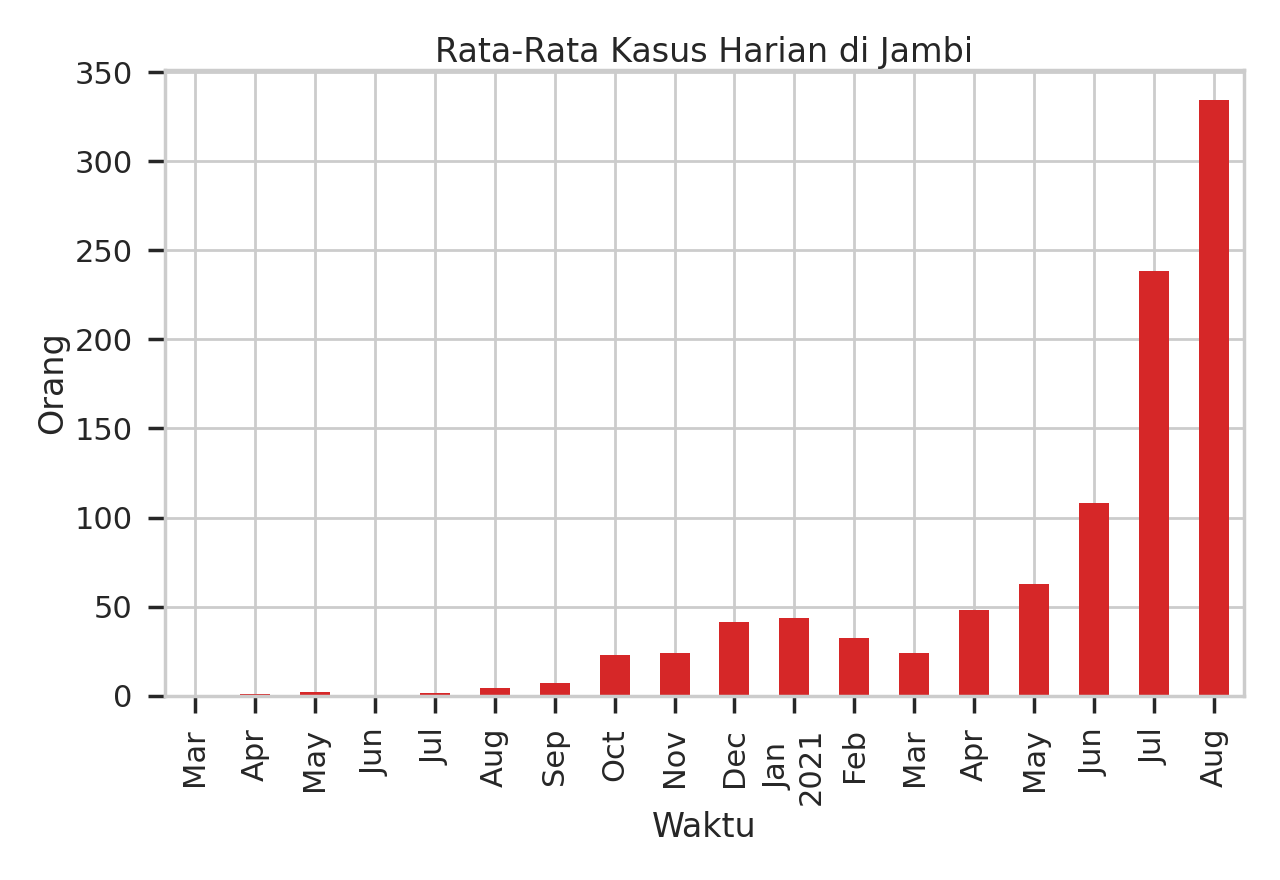 Rata-Rata Kasus Harian di Jambi
350
300
250
200
150
100
50
0
Orang
Mar
Apr
May
Jun
Jul
Aug
Sep
Oct
Nov
Dec
Jan
2021
Feb
Mar
Apr
May
Jun
Jul
Aug
Waktu